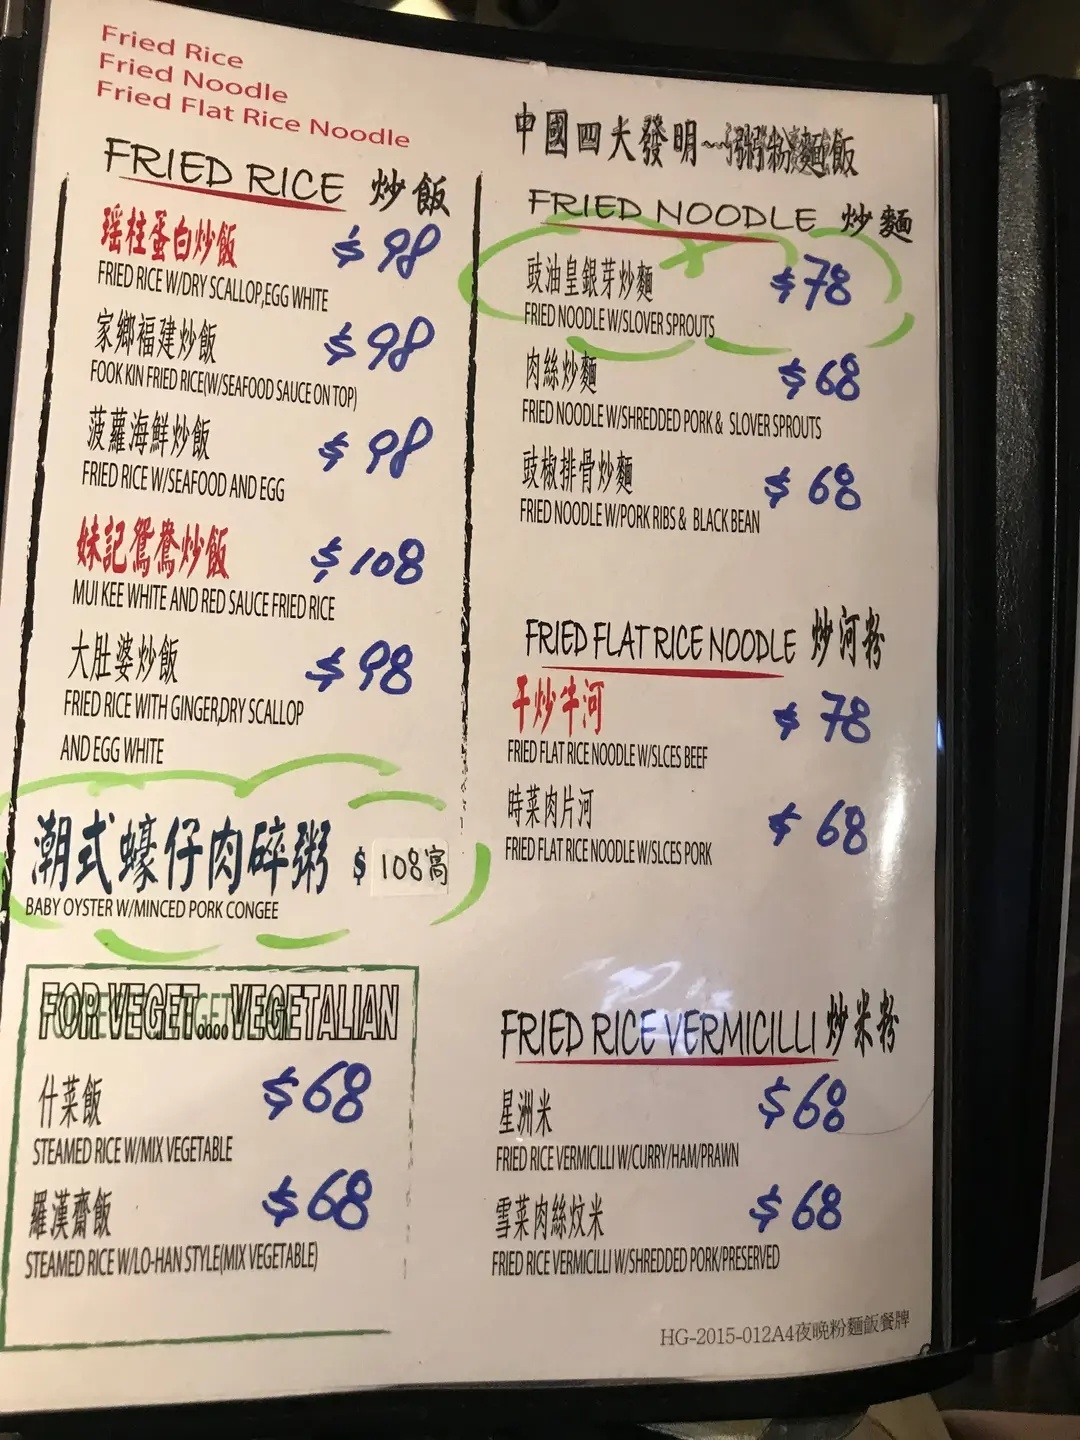 Fried Rice
Fried Noodle
Fried Flat Rice Noodle
FRIED RICE 炒飯
瑤柱蛋白炒飯 $98
FRIED RICE W/DRY SCALLOP,EGG WHITE
家鄉福建炒飯 $98
FOOK KIN FRIED RICE(W/SEAFOOD SAUCE ON TOP)
菠蘿海鮮炒飯 $98
FRIED RICE W/SEAFOOD AND EGG
妹記鴛鴦炒飯 $108
MUI KEE WHITE AND RED SAUCE FRIED RICE
大肚婆炒飯 $98
FRIED RICE WITH GINGER,DRY SCALLOP
AND EGG WHITE
潮式蠔仔肉碎粥 $ 108窩
BABY OYSTER W/MINCED PORK CONGEE
FOR VEGET....VEGETALIAN
什菜飯 $68
STEAMED RICE W/MIX VEGETABLE
羅漢齋飯 $68
STEAMED RICE W/LO-HAN STYLE(MIX VEGETABLE)
中國四大發明~粥粉麵飯
FRIED NOODLE 炒麵
豉油皇銀芽炒麵 $78
FRIED NOODLE W/SLOVER SPROUTS
肉絲炒麵 $68
FRIED NOODLE W/SHREDDED PORK & SLOVER SPROUTS
豉椒排骨炒麵 $68
FRIED NOODLE W/PORK RIBS & BLACK BEAN
FRIED FLAT RICE NOODLE 炒河粉
干炒牛河 $78
FRIED FLAT RICE NOODLE W/SLCES BEEF
時菜肉片河 $68
FRIED FLAT RICE NOODLE W/SLCES PORK
FRIED RICE VERMICILLI 炒米粉
星洲米 $68
FRIED RICE VERMICILLI W/CURRY/HAM/PRAWN
雪菜肉絲炆米 $68
FRIED RICE VERMICILLI W/SHREDDED PORK/PRESERVED
HG-2015-012A4夜晚粉麵飯餐牌